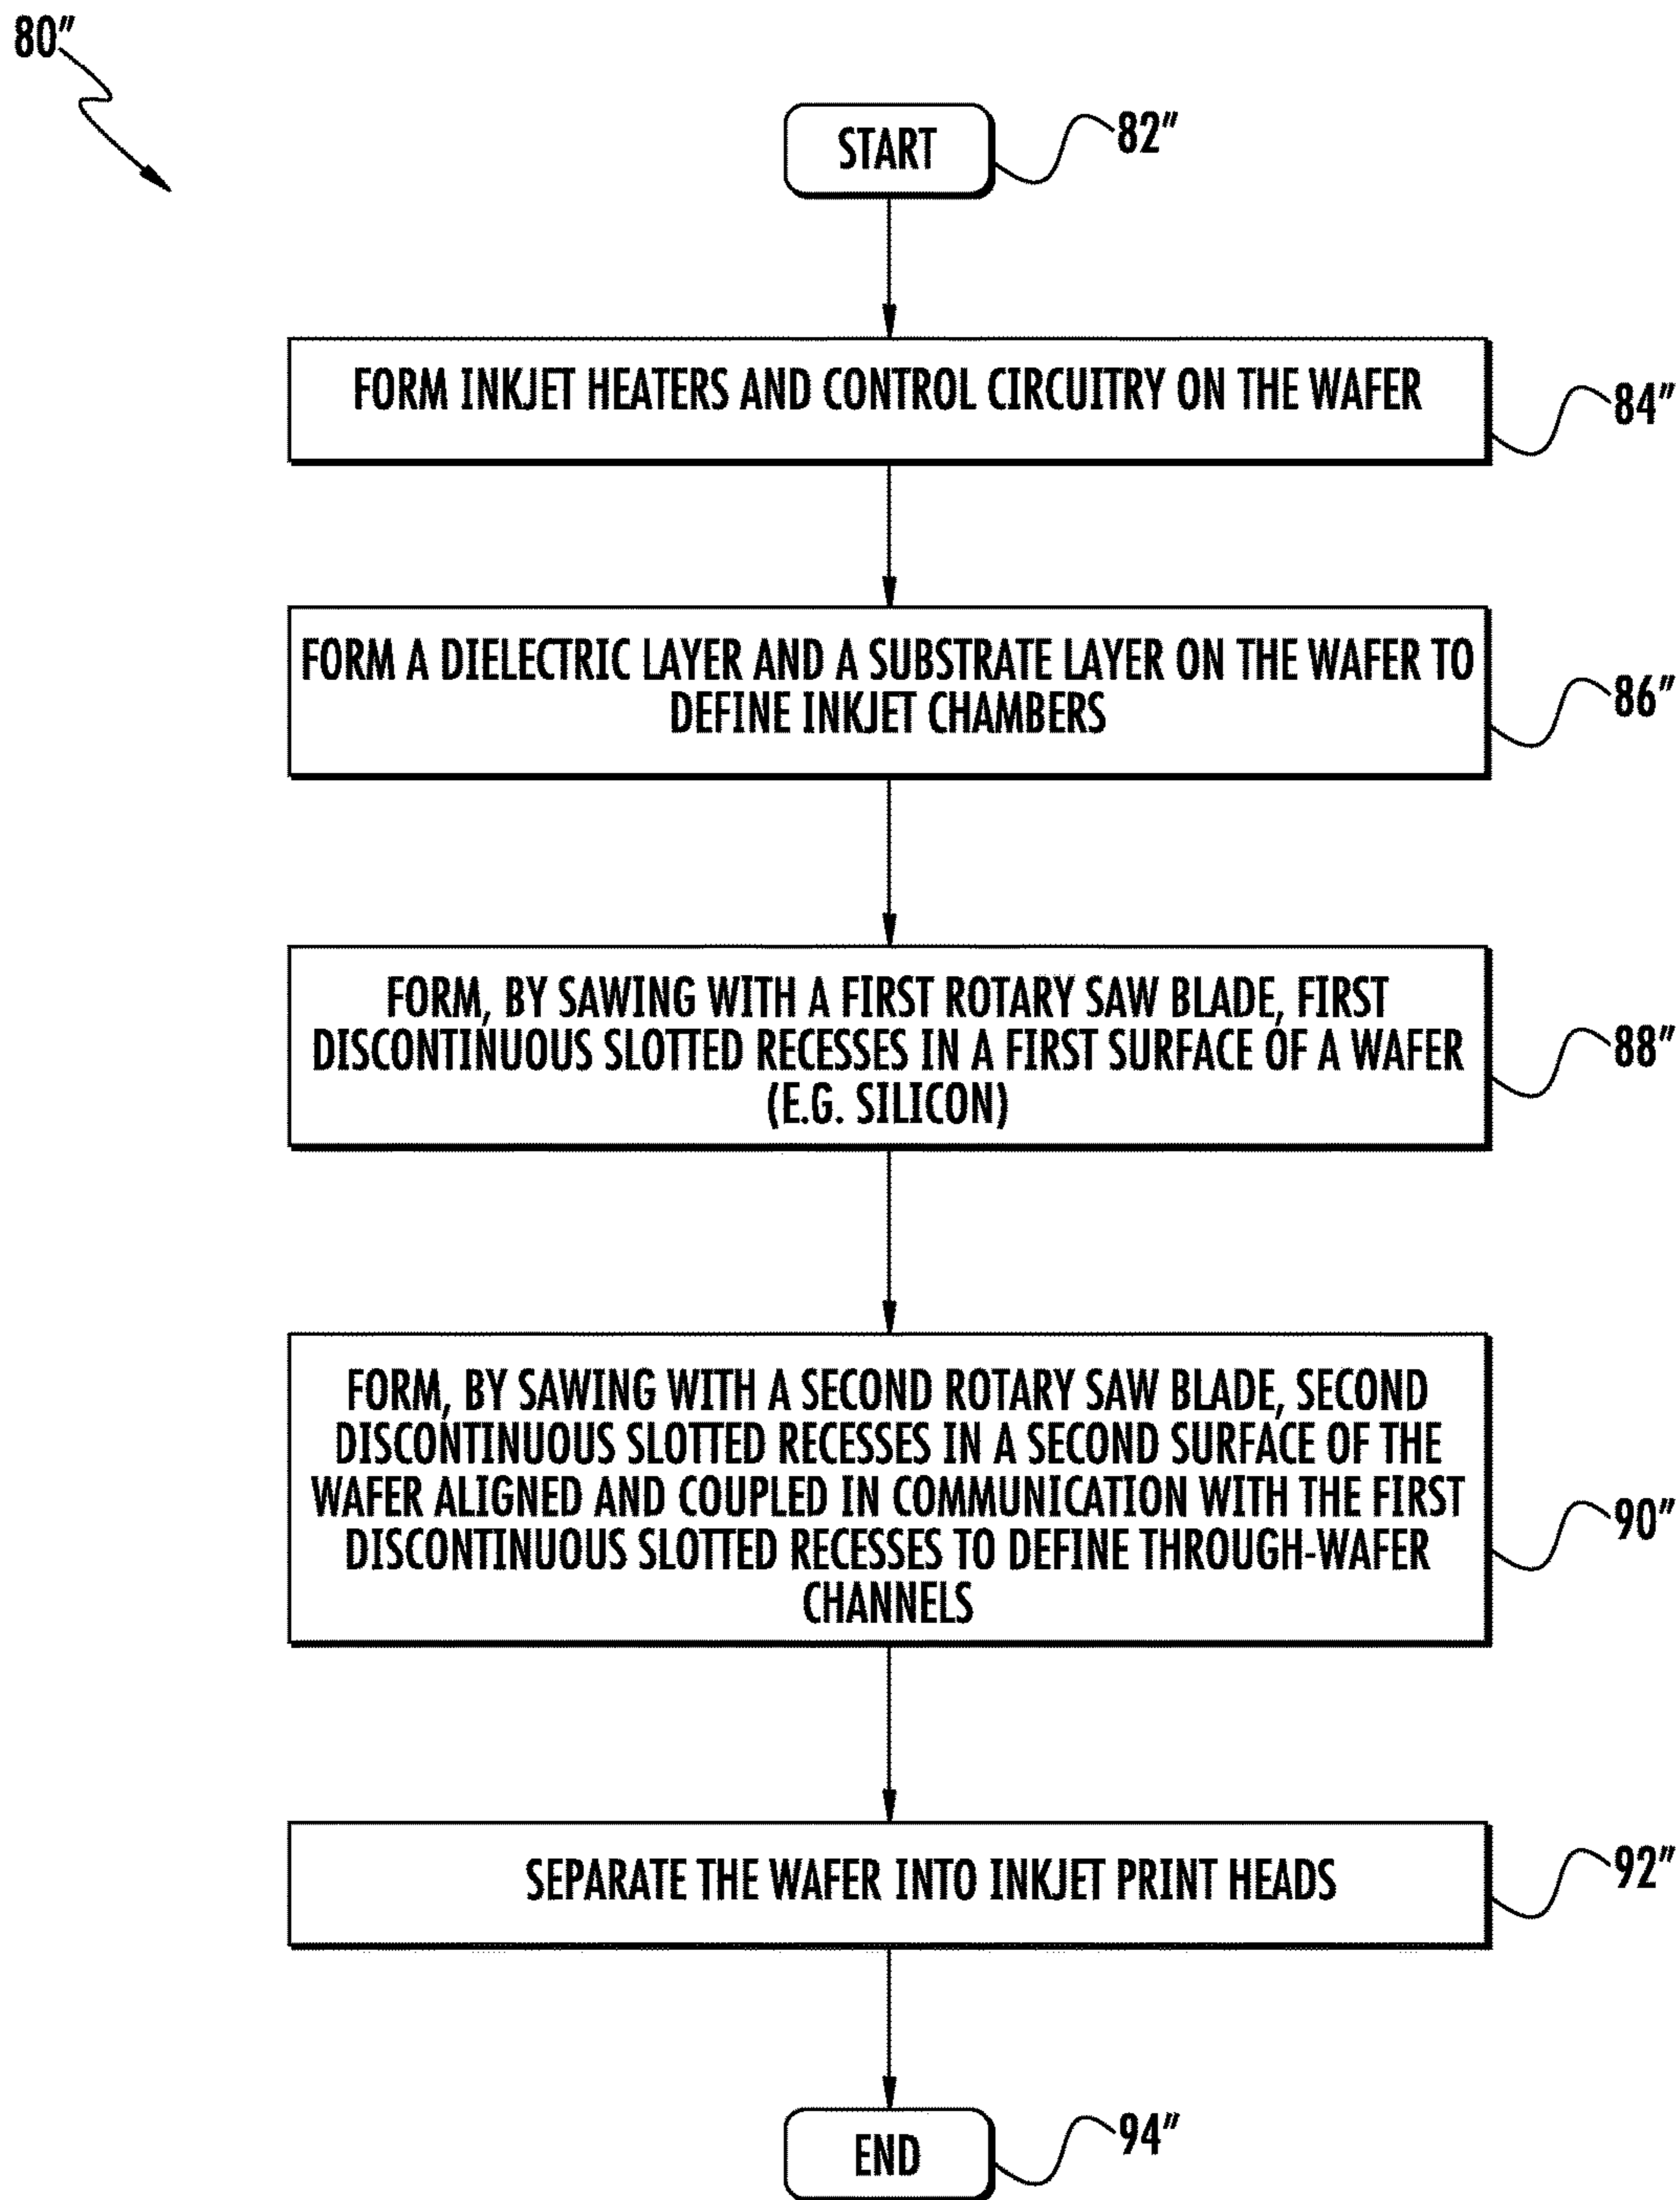 80″
START
82″
FORM INKJET HEATERS AND CONTROL CIRCUITRY ON THE WAFER
84″
FORM A DIELECTRIC LAYER AND A SUBSTRATE LAYER ON THE WAFER TO
DEFINE INKJET CHAMBERS
86″
FORM, BY SAWING WITH A FIRST ROTARY SAW BLADE, FIRST
DISCONTINUOUS SLOTTED RECESSES IN A FIRST SURFACE OF A WAFER
(E.G. SILICON)
88″
FORM, BY SAWING WITH A SECOND ROTARY SAW BLADE, SECOND
DISCONTINUOUS SLOTTED RECESSES IN A SECOND SURFACE OF THE
WAFER ALIGNED AND COUPLED IN COMMUNICATION WITH THE FIRST
DISCONTINUOUS SLOTTED RECESSES TO DEFINE THROUGH-WAFER
CHANNELS
90″
SEPARATE THE WAFER INTO INKJET PRINT HEADS
92″
END
94″